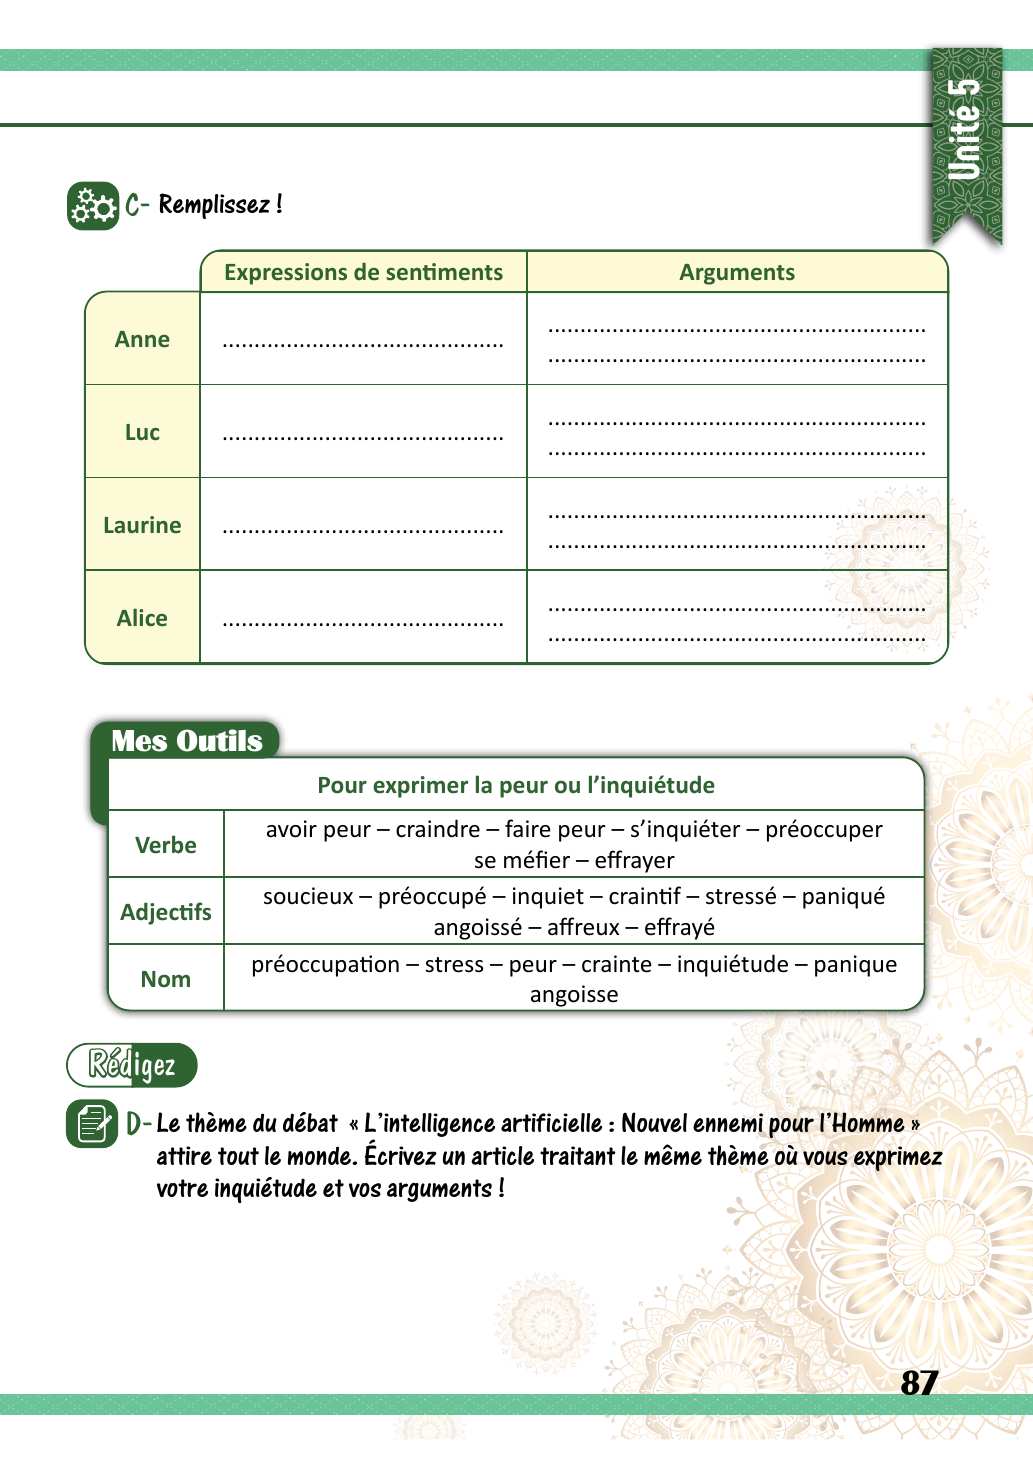 Unité 5
C- Remplissez !
Expressions de sentiments Arguments
Anne ............................................ ...........................................................
...........................................................
Luc ............................................ ...........................................................
...........................................................
Laurine ............................................ ...........................................................
...........................................................
Alice ............................................ ...........................................................
...........................................................
Mes Outils
Pour exprimer la peur ou l’inquiétude
Verbe
avoir peur – craindre – faire peur – s’inquiéter – préoccuper
se méfier – effrayer
Adjectifs
soucieux – préoccupé – inquiet – craintif – stressé – paniqué
angoissé – affreux – effrayé
Nom
préoccupation – stress – peur – crainte – inquiétude – panique
angoisse
Rédigez
D- Le thème du débat « L’intelligence artificielle : Nouvel ennemi pour l’Homme »
attire tout le monde. Écrivez un article traitant le même thème où vous exprimez
votre inquiétude et vos arguments !
87